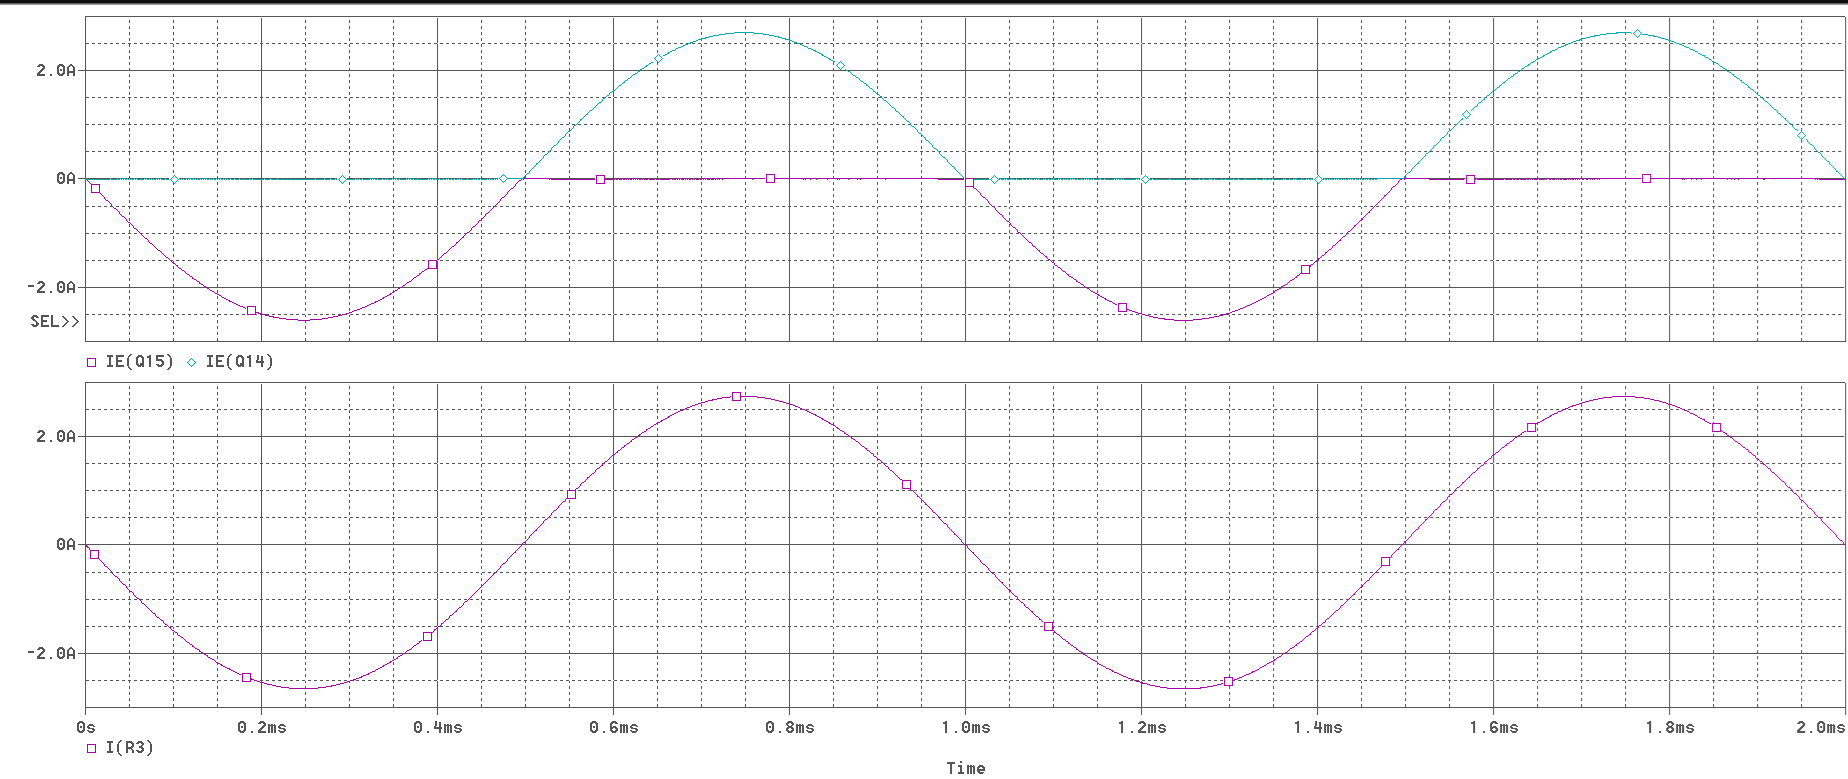 2.0A
0A
-2.0A
SEL>>
IE(Q15) IE(Q14)
2.0A
0A
-2.0A
0s 0.2ms 0.4ms 0.6ms 0.8ms 1.0ms 1.2ms 1.4ms 1.6ms 1.8ms 2.0ms
I(R3)
Time